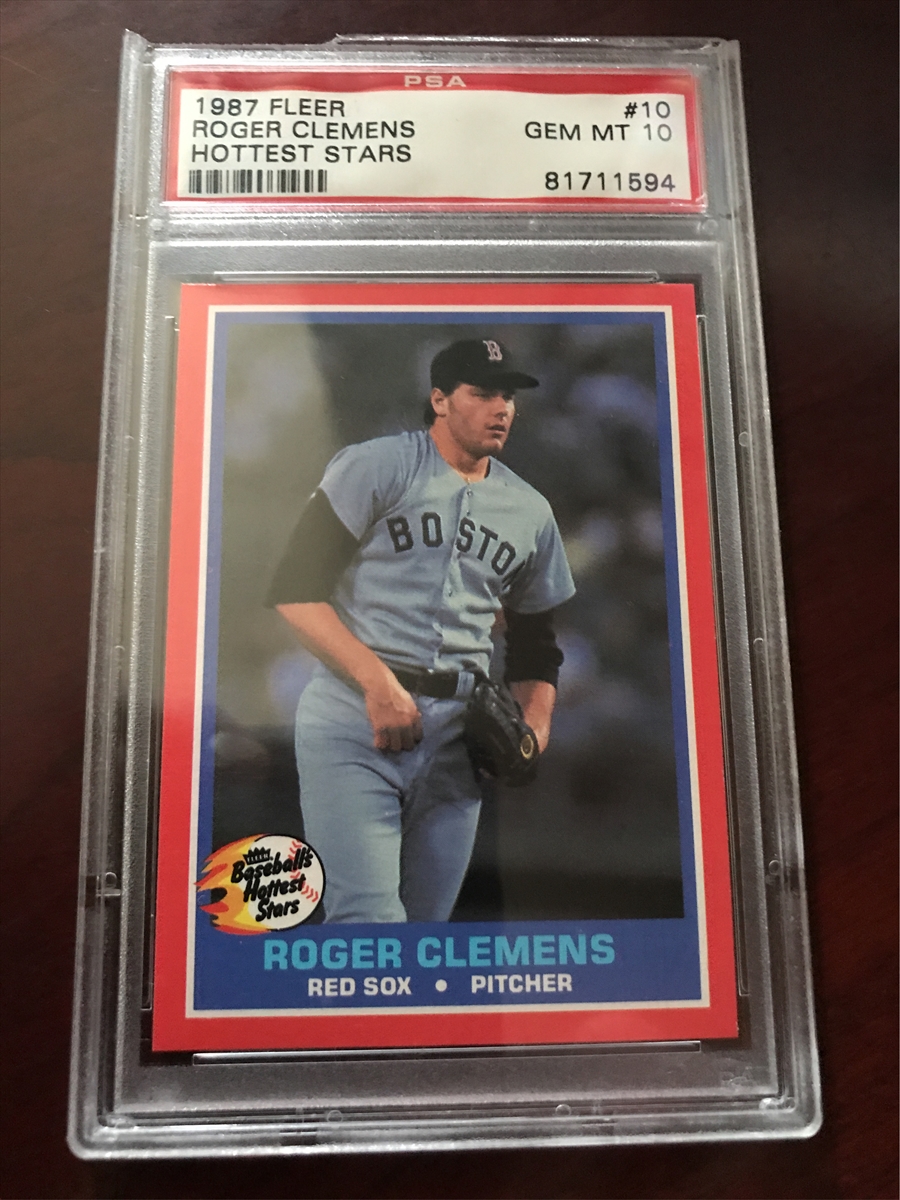 PSA
1987 FLEER #10
ROGER CLEMENS GEM MT 10
HOTTEST STARS
81711594
B
BOSTON
FLEER
Baseball's
Hottest
Stars
ROGER CLEMENS
RED SOX • PITCHER